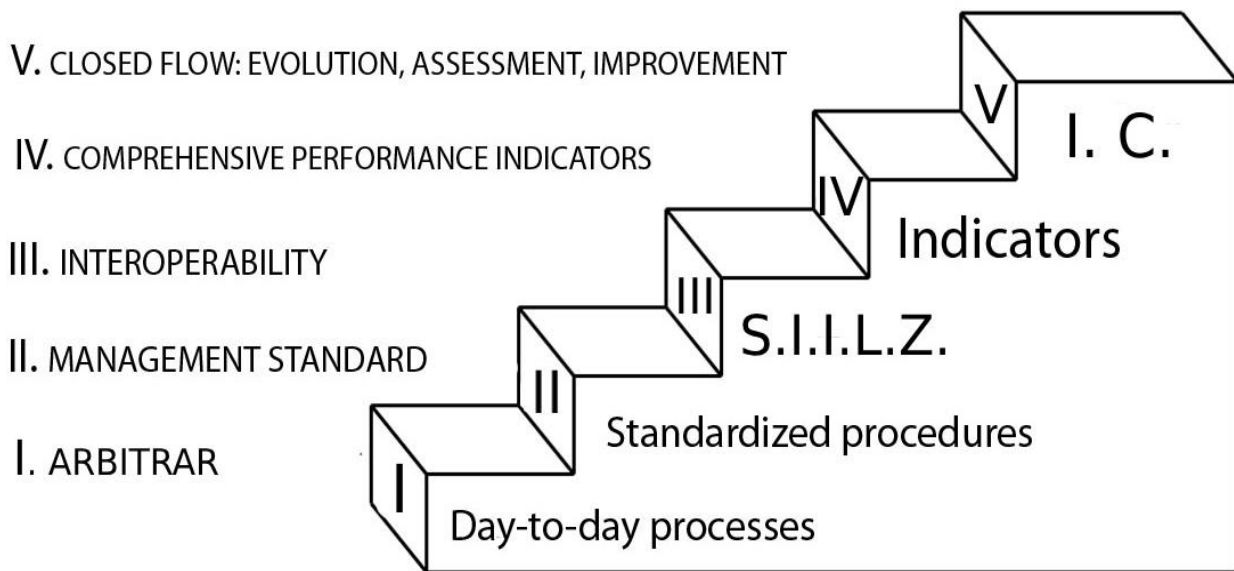 V. CLOSED FLOW: EVOLUTION, ASSESSMENT, IMPROVEMENT
V
I. C.
IV. COMPREHENSIVE PERFORMANCE INDICATORS
IV
Indicators
III. INTEROPERABILITY
III
S.I.I.L.Z.
II. MANAGEMENT STANDARD
II
Standardized procedures
I. ARBITRAR
I
Day-to-day processes